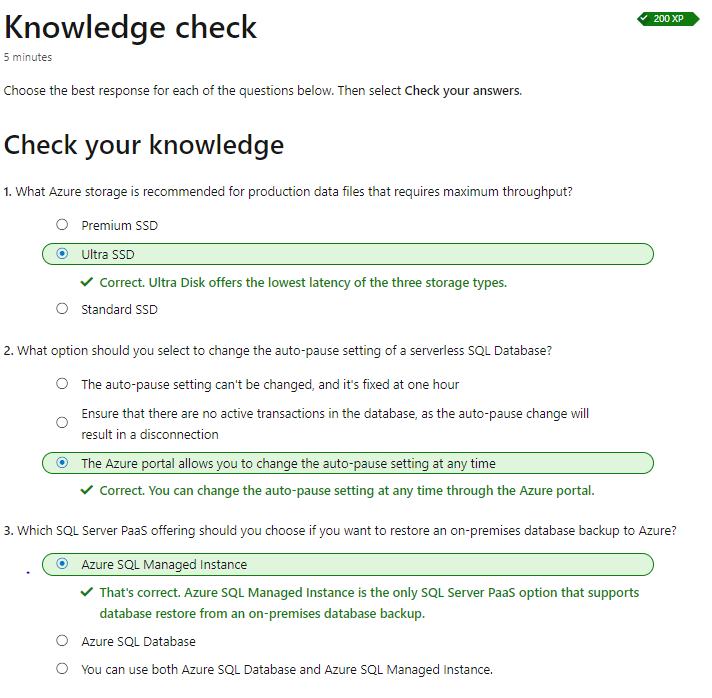 Knowledge check
200 XP
5 minutes
Choose the best response for each of the questions below. Then select Check your answers.
Check your knowledge
1. What Azure storage is recommended for production data files that requires maximum throughput?
Premium SSD
Ultra SSD
Correct. Ultra Disk offers the lowest latency of the three storage types.
Standard SSD
2. What option should you select to change the auto-pause setting of a serverless SQL Database?
The auto-pause setting can't be changed, and it's fixed at one hour
Ensure that there are no active transactions in the database, as the auto-pause change will
result in a disconnection
The Azure portal allows you to change the auto-pause setting at any time
Correct. You can change the auto-pause setting at any time through the Azure portal.
3. Which SQL Server PaaS offering should you choose if you want to restore an on-premises database backup to Azure?
Azure SQL Managed Instance
That's correct. Azure SQL Managed Instance is the only SQL Server PaaS option that supports
database restore from an on-premises database backup.
Azure SQL Database
You can use both Azure SQL Database and Azure SQL Managed Instance.